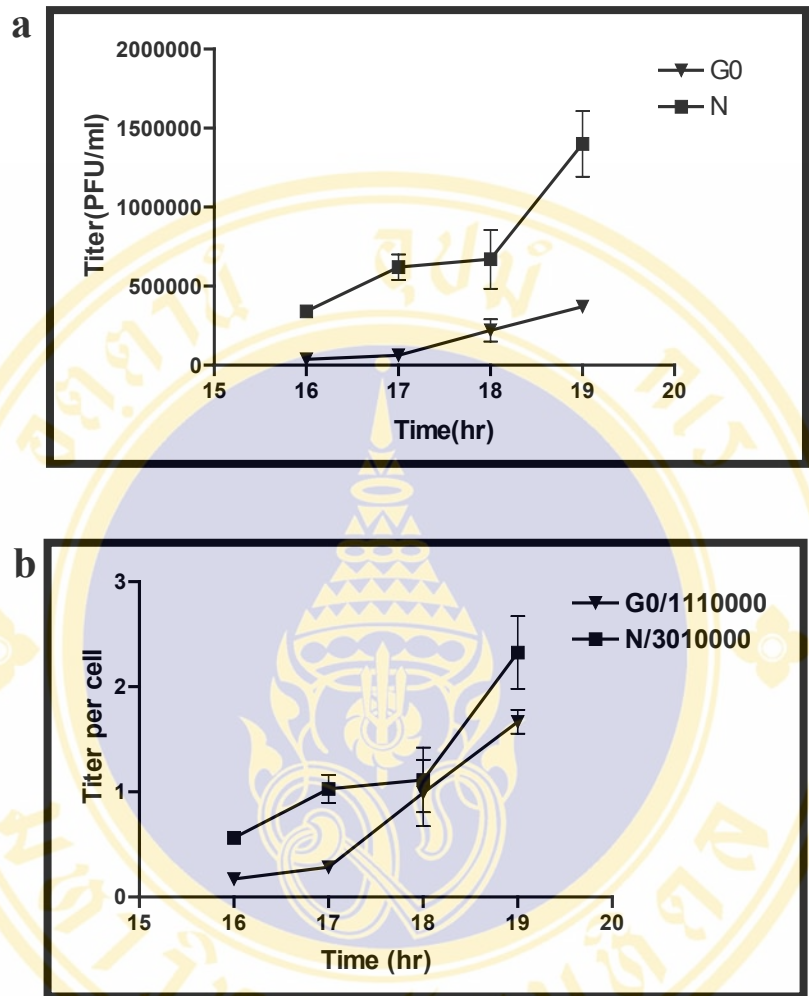 a
2000000
1500000
1000000
500000
0
Titer(PFU/ml)
15 16 17 18 19 20
Time(hr)
G0
N
b
3
2
1
0
Titer per cell
15 16 17 18 19 20
Time (hr)
G0/1110000
N/3010000